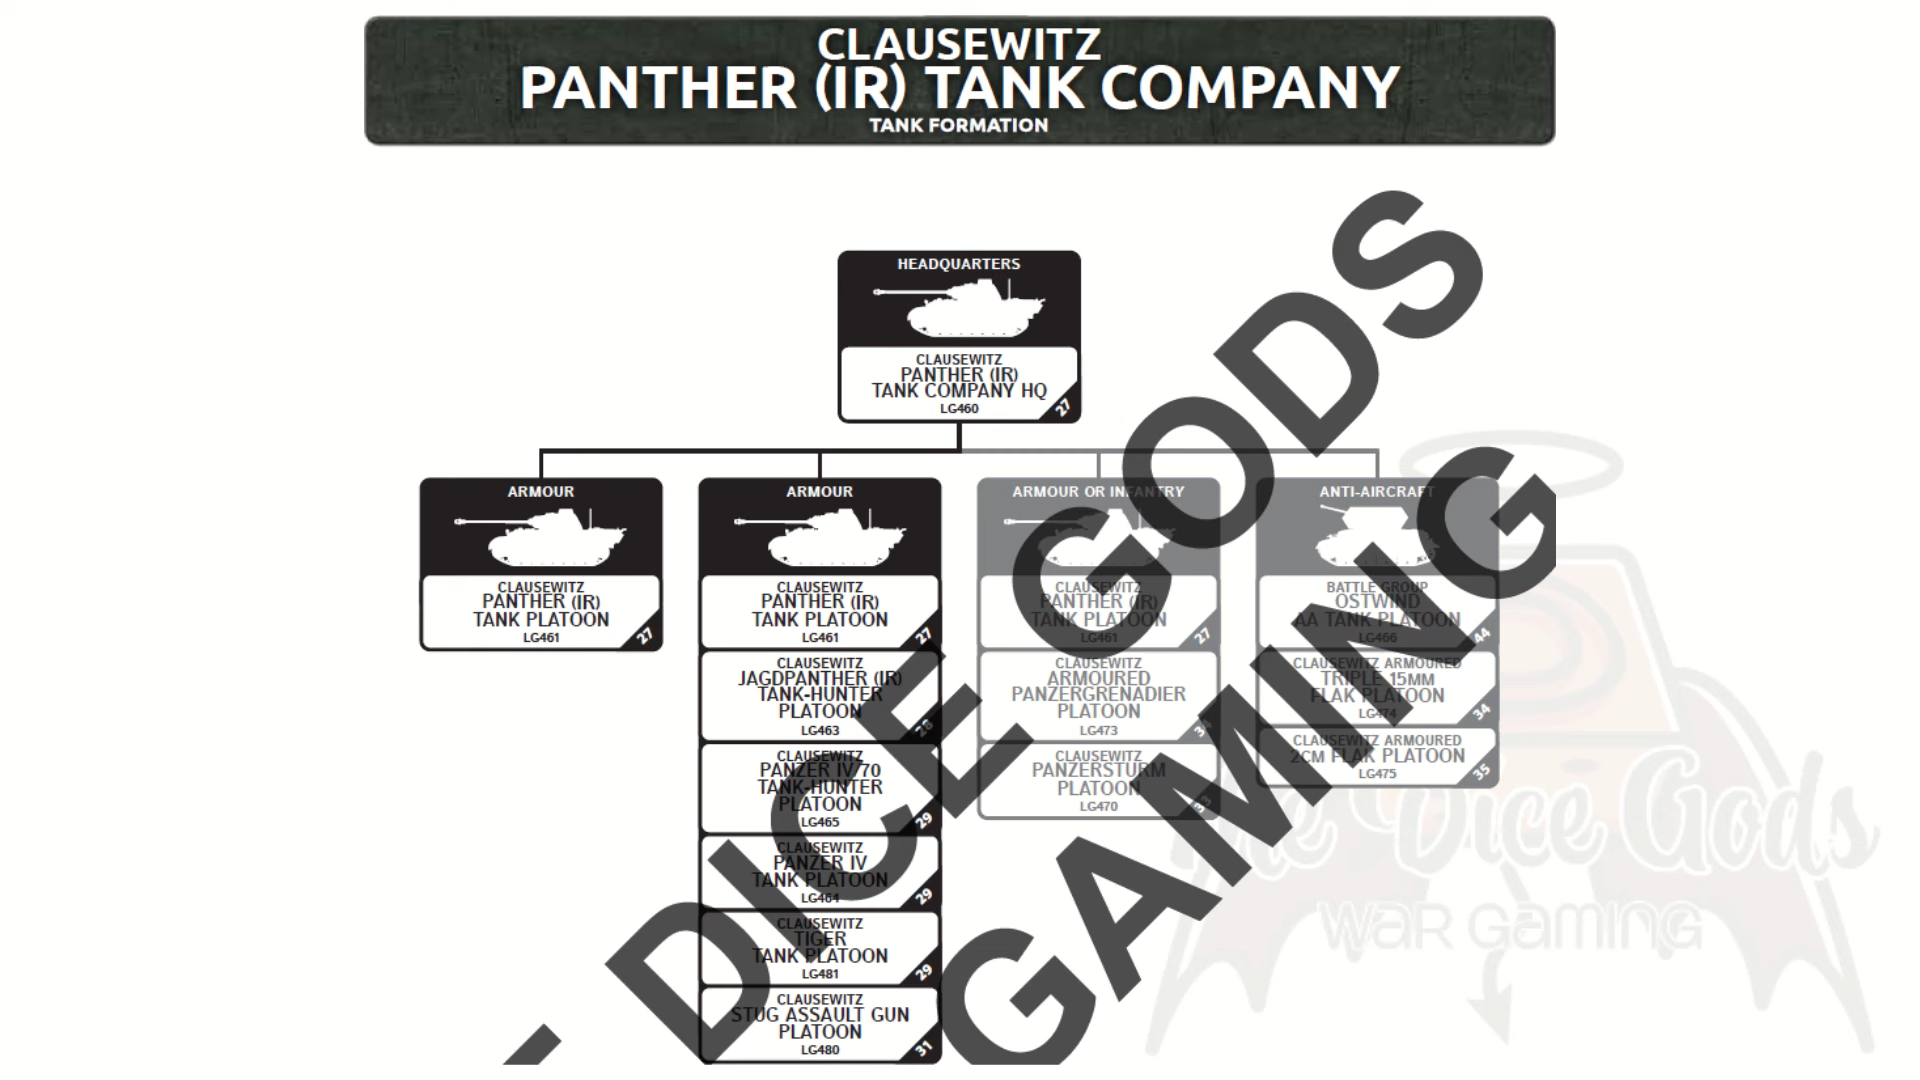 CLAUSEWITZ
PANTHER (IR) TANK COMPANY
TANK FORMATION
HEADQUARTERS
CLAUSEWITZ
PANTHER (IR)
TANK COMPANY HQ
LG460
27
ARMOUR
CLAUSEWITZ
PANTHER (IR)
TANK PLATOON
LG461
27
ARMOUR
CLAUSEWITZ
PANTHER (IR)
TANK PLATOON
LG461
27
CLAUSEWITZ
JAGDPANTHER (IR)
TANK-HUNTER
PLATOON
LG463
28
CLAUSEWITZ
PANZER IV/70
TANK-HUNTER
PLATOON
LG465
29
CLAUSEWITZ
PANZER IV
TANK PLATOON
LG464
29
CLAUSEWITZ
TIGER
TANK PLATOON
LG481
29
CLAUSEWITZ
STUG ASSAULT GUN
PLATOON
LG480
31
ARMOUR OR INFANTRY
CLAUSEWITZ
PANTHER (IR)
TANK PLATOON
LG461
27
CLAUSEWITZ
ARMOURED
PANZERGRENADIER
PLATOON
LG473
CLAUSEWITZ
PANZERSTURM
PLATOON
LG470
33
ANTI-AIRCRAFT
BATTLE GROUP
OSTWIND
AA TANK PLATOON
LG466
44
CLAUSEWITZ ARMOURED
TRIPLE 15MM
FLAK PLATOON
LG474
34
CLAUSEWITZ ARMOURED
2CM FLAK PLATOON
LG475
35
DICE GODS
GAMING
The Dice Gods
WAR GAMING